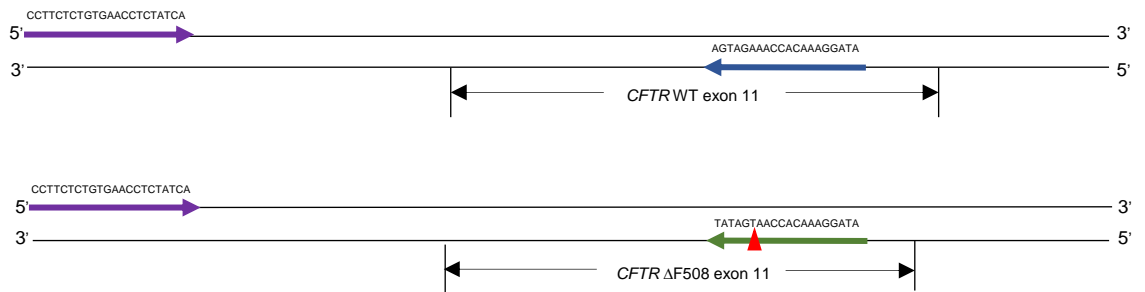 CCTTCTCTGTGAACCTCTATCA
5’ 3’
AGTAGAAACCACAAAGGATA
3’ 5’
CFTR WT exon 11
CCTTCTCTGTGAACCTCTATCA
5’ 3’
TATAGTAACCACAAAGGATA
3’ 5’
CFTR ΔF508 exon 11